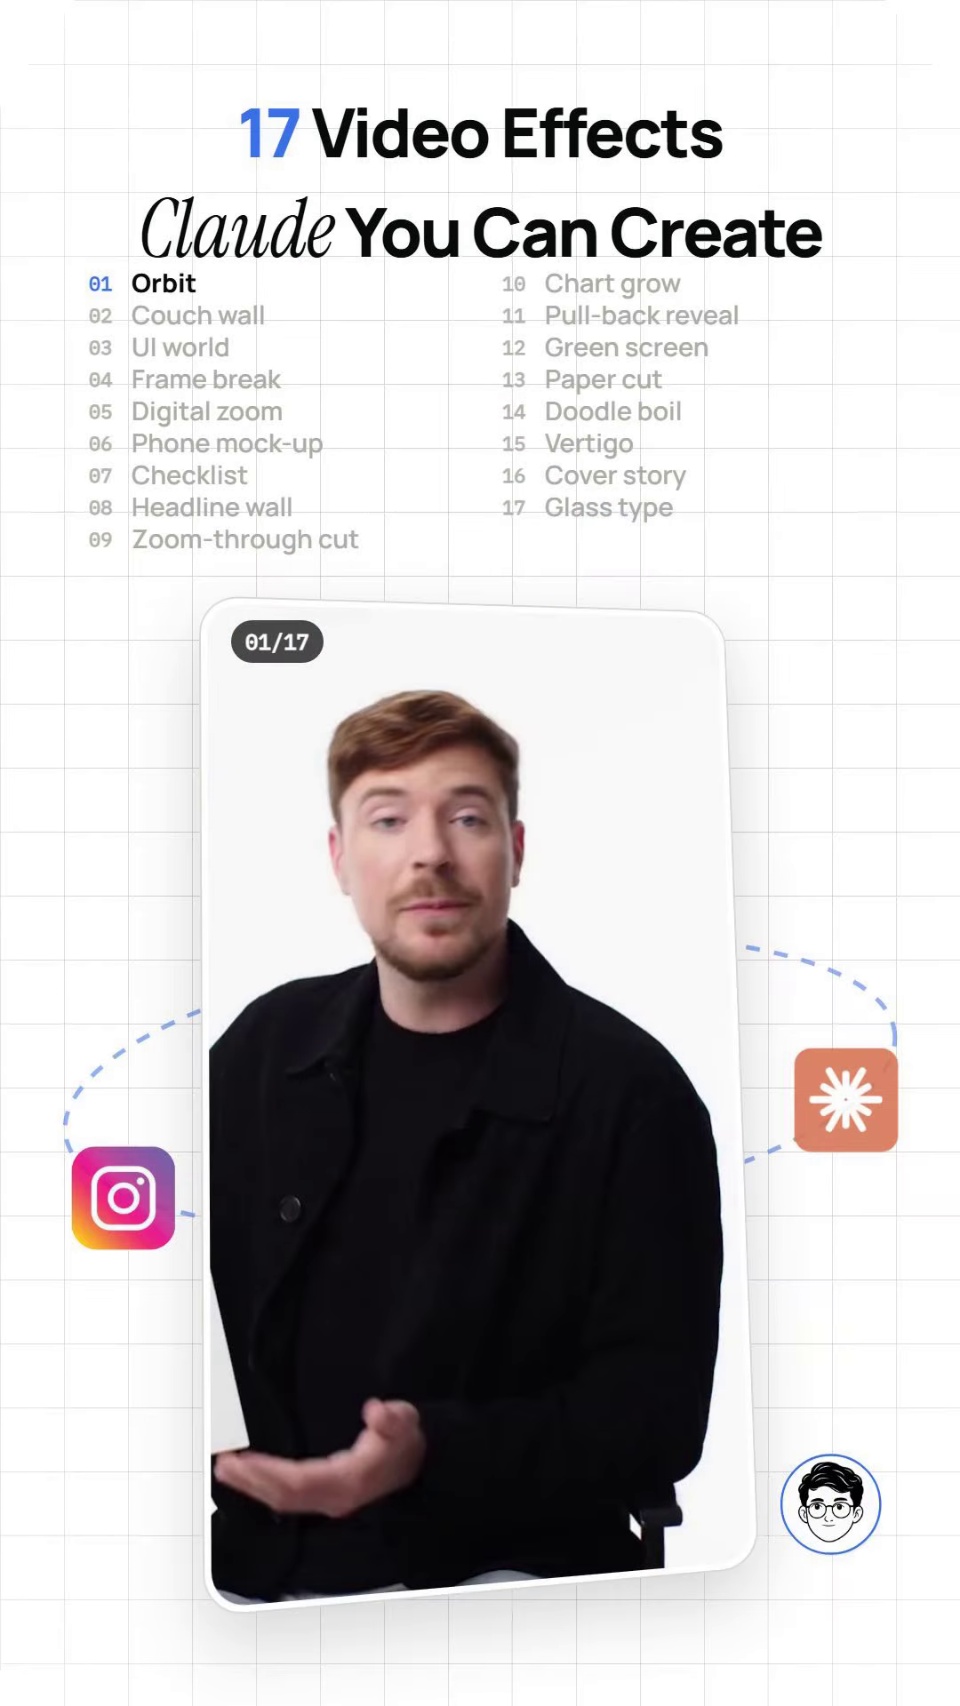 17 Video Effects
Claude You Can Create
01 Orbit
02 Couch wall
03 UI world
04 Frame break
05 Digital zoom
06 Phone mock-up
07 Checklist
08 Headline wall
09 Zoom-through cut
10 Chart grow
11 Pull-back reveal
12 Green screen
13 Paper cut
14 Doodle boil
15 Vertigo
16 Cover story
17 Glass type
01/17